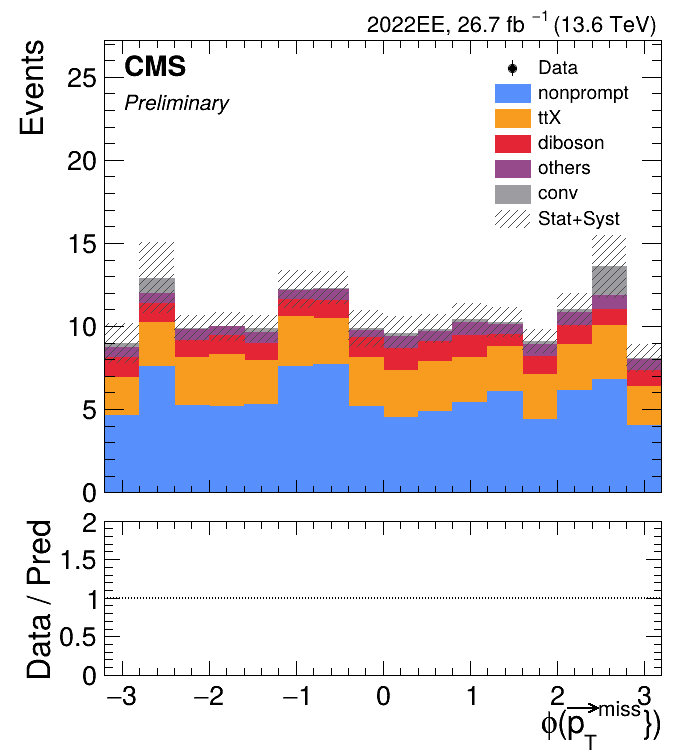 2022EE, 26.7 fb⁻¹ (13.6 TeV)
CMS
Preliminary
Data
nonprompt
ttX
diboson
others
conv
Stat+Syst
Events
25
20
15
10
5
0
Data / Pred
2
1.5
1
0.5
0
−3 −2 −1 0 1 2 3
ϕ(p⃗_T^miss})